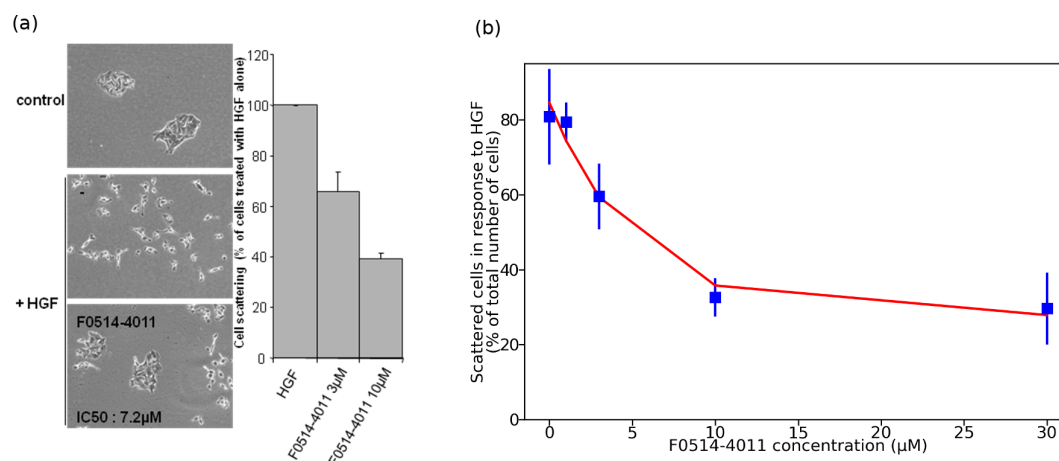 (a)
control
+ HGF
F0514-4011
IC50 : 7.2µM
Cell scattering (% of cells treated with HGF alone)
120
100
80
60
40
20
0
HGF
F0514-4011 3µM
F0514-4011 10µM
(b)
Scattered cells in response to HGF
(% of total number of cells)
80
60
40
20
0
0
5
10
15
20
25
30
F0514-4011 concentration (µM)